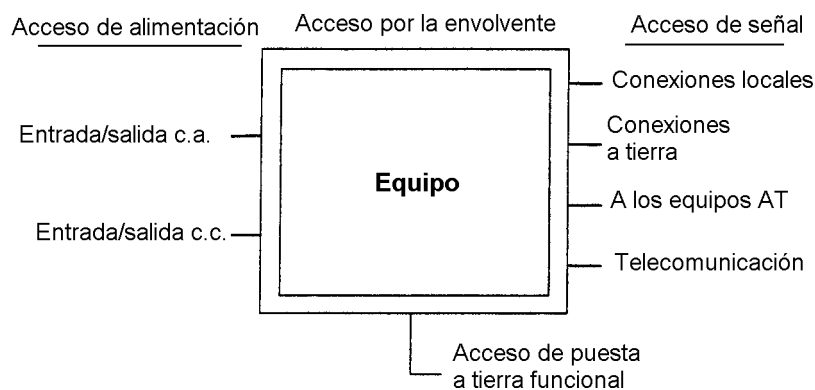 Acceso de alimentación
Acceso por la envolvente
Acceso de señal
Entrada/salida c.a.
Entrada/salida c.c.
Equipo
Conexiones locales
Conexiones
a tierra
A los equipos AT
Telecomunicación
Acceso de puesta
a tierra funcional